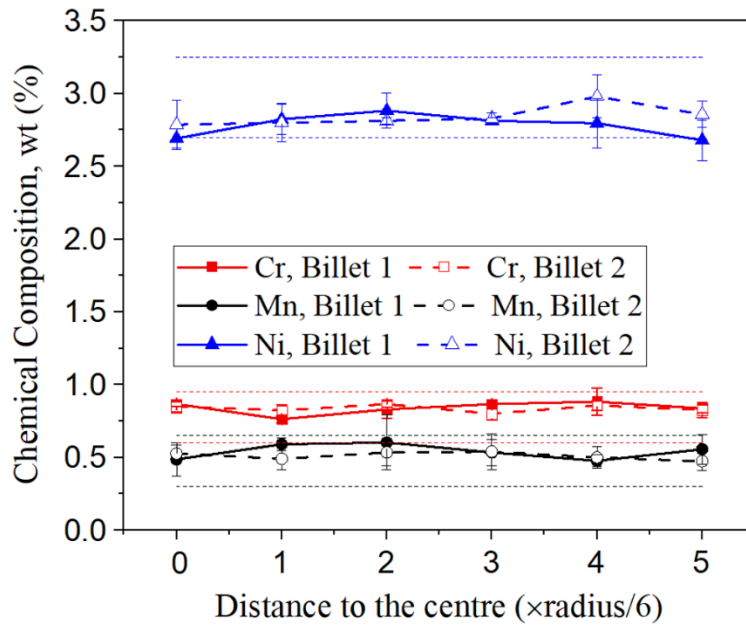 Chemical Composition, wt (%)
3.5
3.0
2.5
2.0
1.5
1.0
0.5
0.0
Cr, Billet 1 Cr, Billet 2
Mn, Billet 1 Mn, Billet 2
Ni, Billet 1 Ni, Billet 2
0 1 2 3 4 5
Distance to the centre (×radius/6)